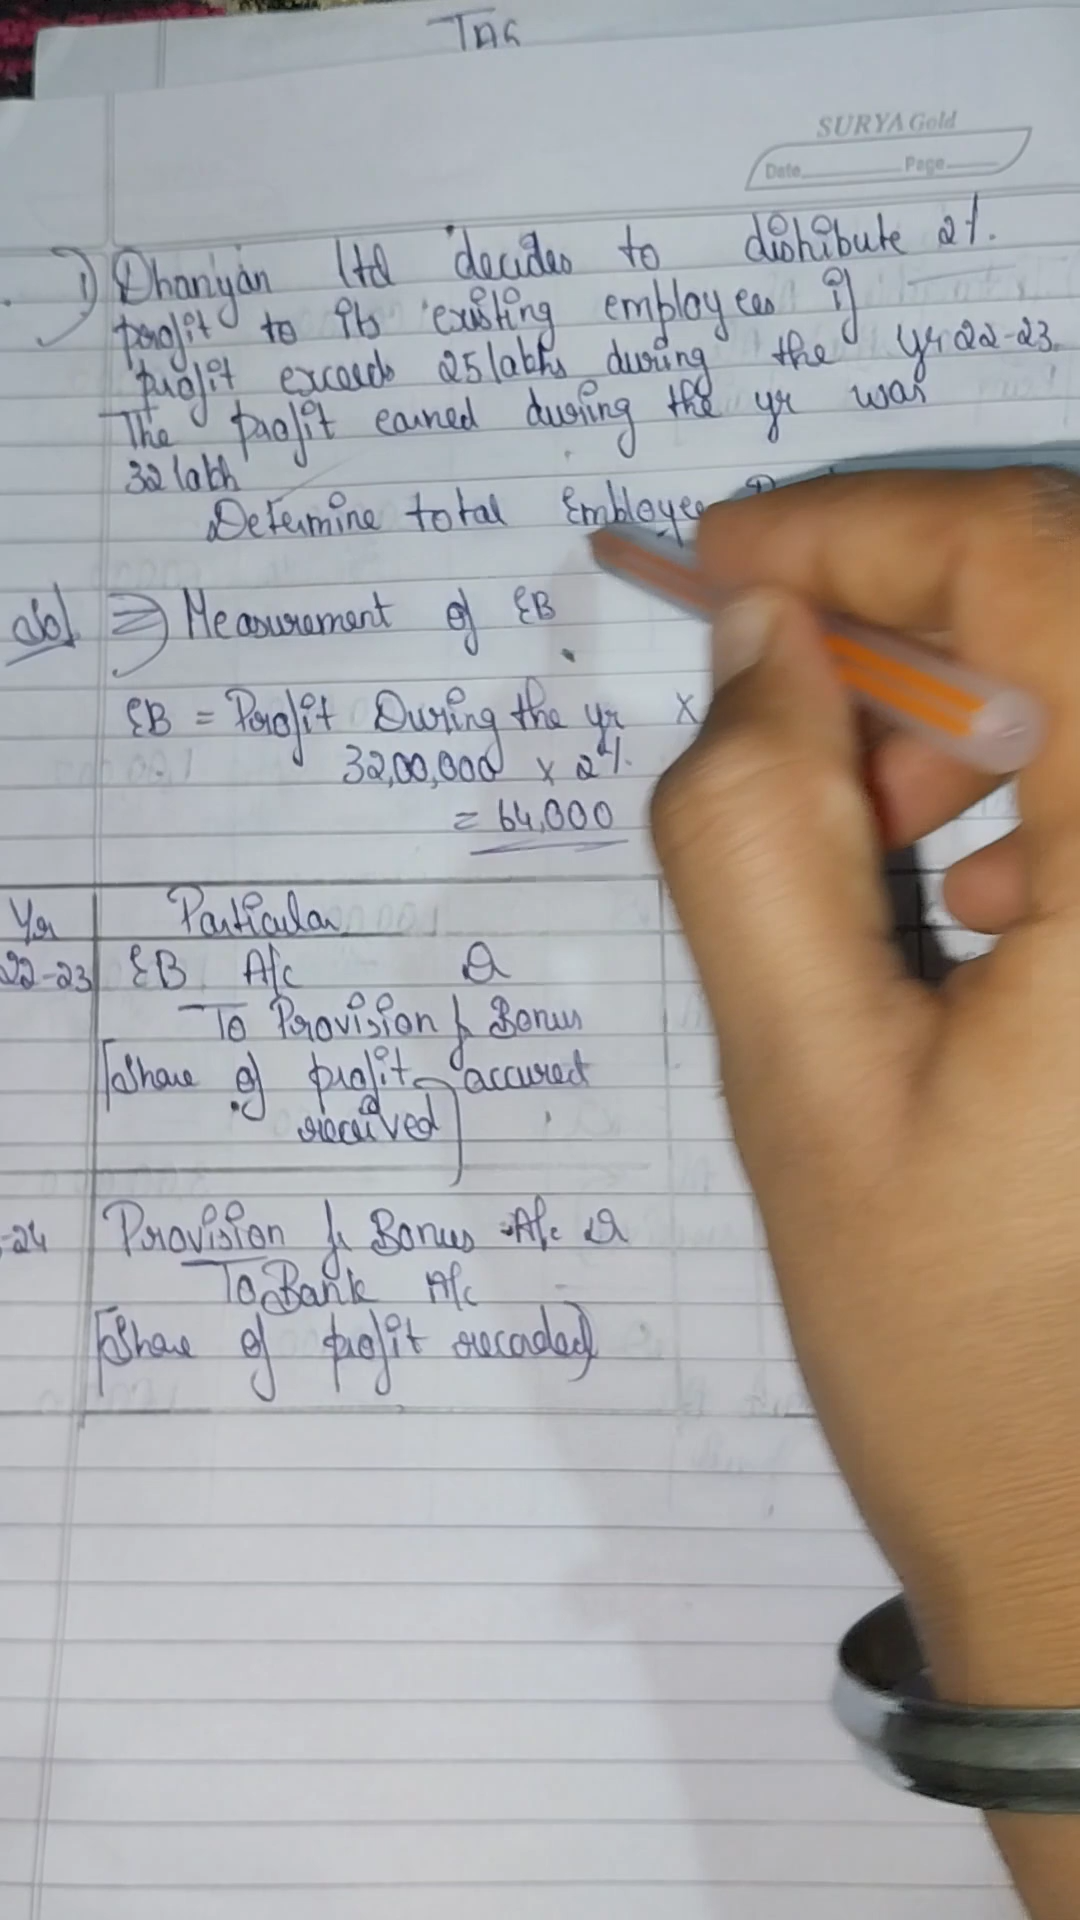 SURYA Gold
Date Page
1) Dhaniyan ltd decides to distribute 2%
profit to its existing employees if
profit exceeds 25 lakhs during the yr 22-23
The profit earned during the yr was
32 lakh
Determine total Employee
Sol ⇒ Measurement of EB
EB = Profit During the yr ×
32,00,000 × 2%
= 64,000
Yr Particular
22-23 EB A/c Dr
To Provision fr Bonus
[Share of profit accured
received]
-24 Provision fr Bonus A/c Dr
To Bank A/c
[Share of profit recorded]